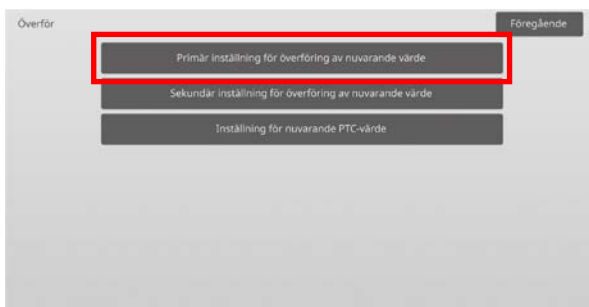 Överför
Föregående
Primär inställning för överföring av nuvarande värde
Sekundär inställning för överföring av nuvarande värde
Inställning för nuvarande PTC-värde